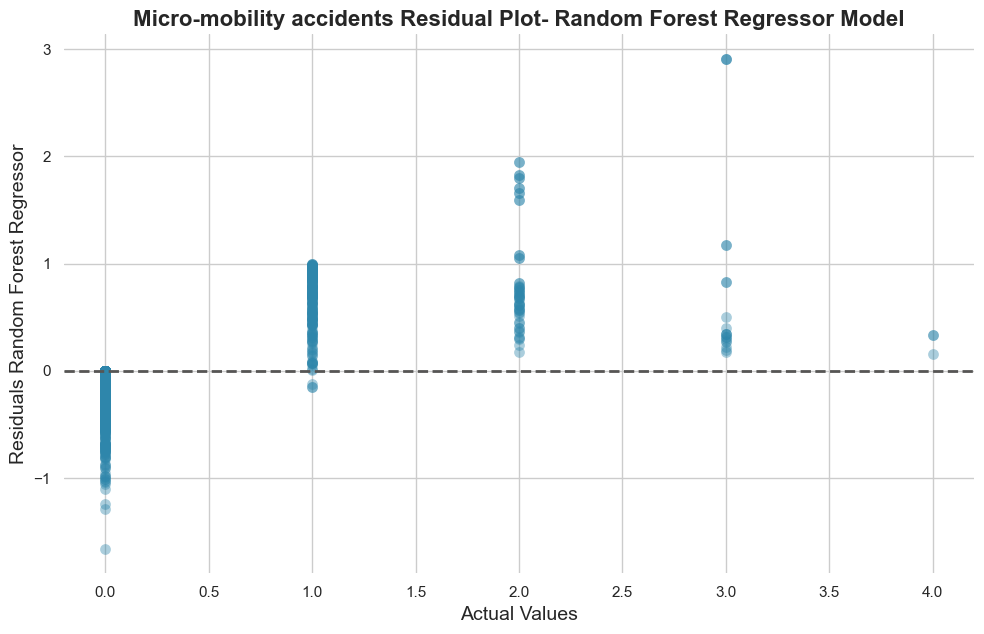 Micro-mobility accidents Residual Plot- Random Forest Regressor Model
Residuals Random Forest Regressor
3
2
1
0
−1
0.0 0.5 1.0 1.5 2.0 2.5 3.0 3.5 4.0
Actual Values